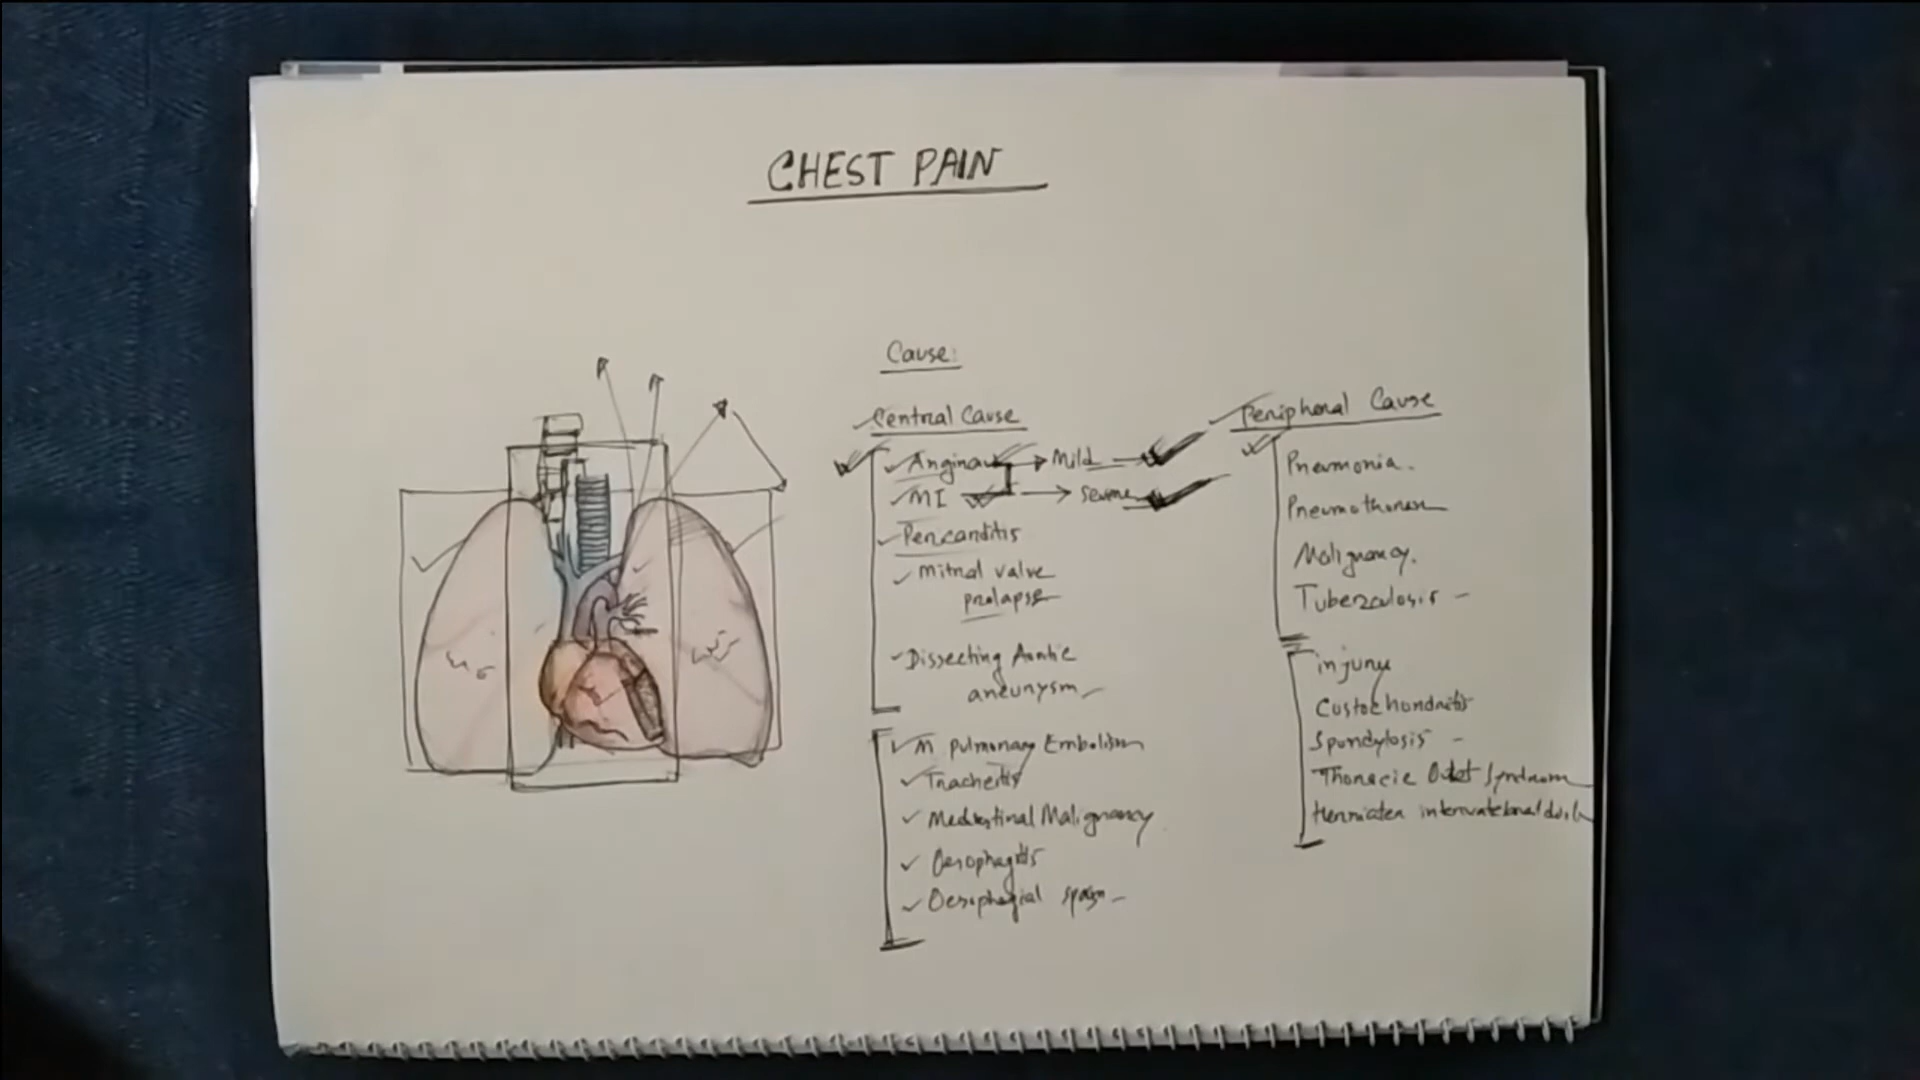 CHEST PAIN
Cause:
Central Cause
Angina → Mild →
MI → Severe
Pericarditis
Mitral valve
prolapse
Dissecting Aortic
aneurysm
M pulmonary Embolism
Tracheitis
Mediastinal Malignancy
Oesophagitis
Oesophagial spasm
Peripheral Cause
Pneumonia.
Pneumothorax
Malignancy.
Tuberculosis
injury
Costochondritis
Spondylosis
Thoracic Outlet Syndrome